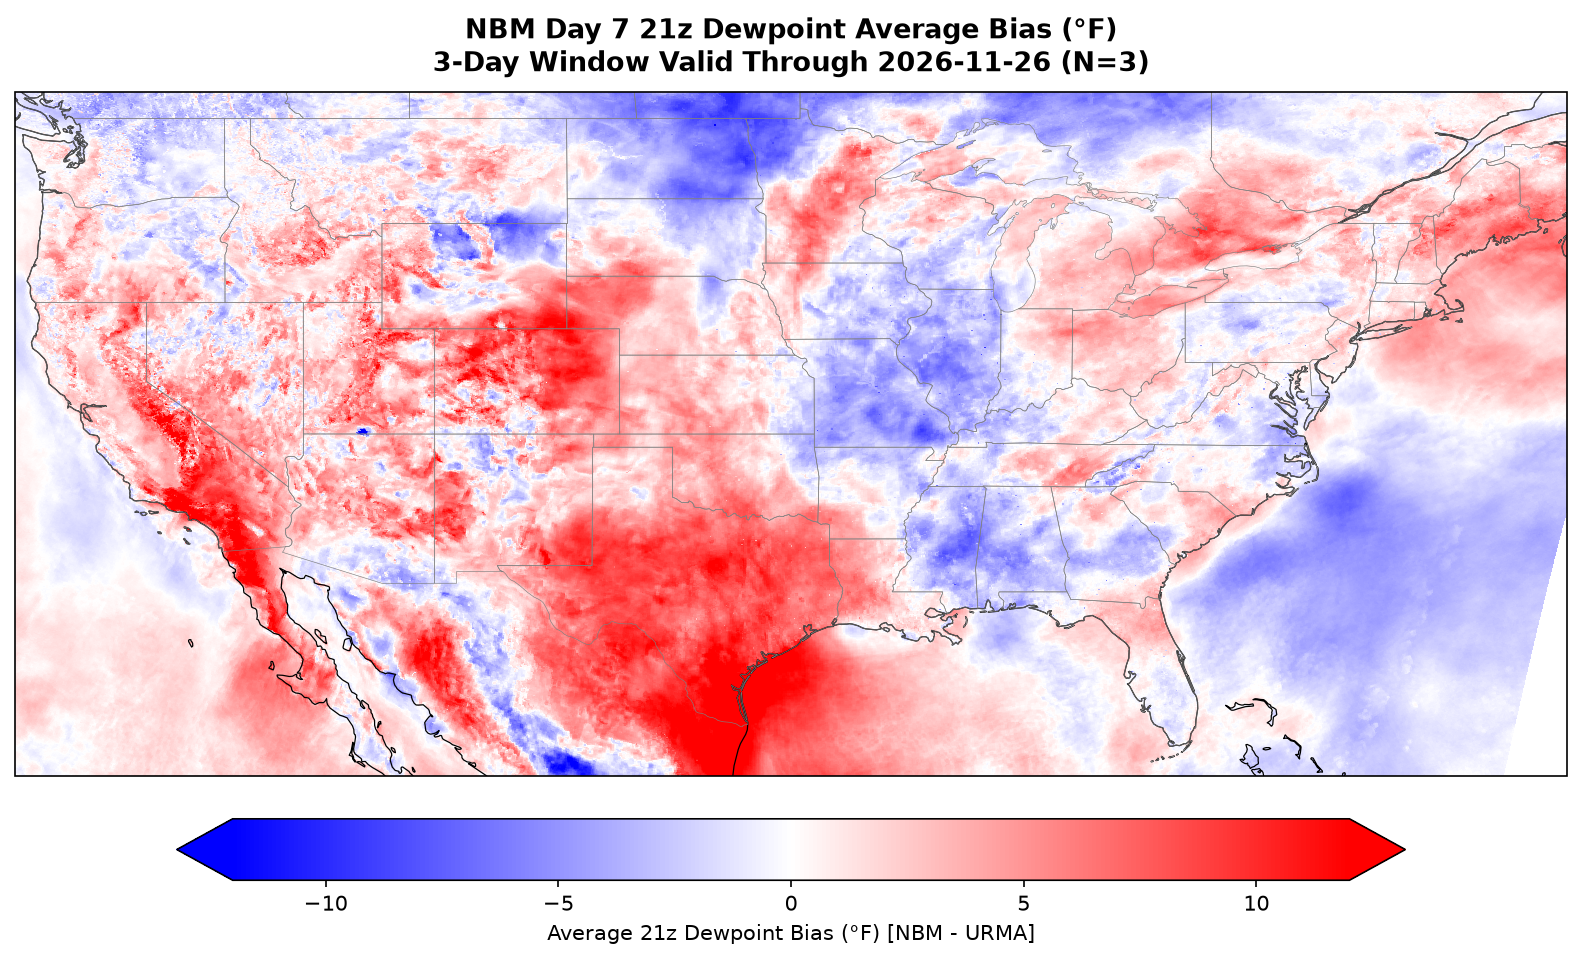 NBM Day 7 21z Dewpoint Average Bias (°F)
3-Day Window Valid Through 2026-11-26 (N=3)
−10 −5 0 5 10
Average 21z Dewpoint Bias (°F) [NBM - URMA]